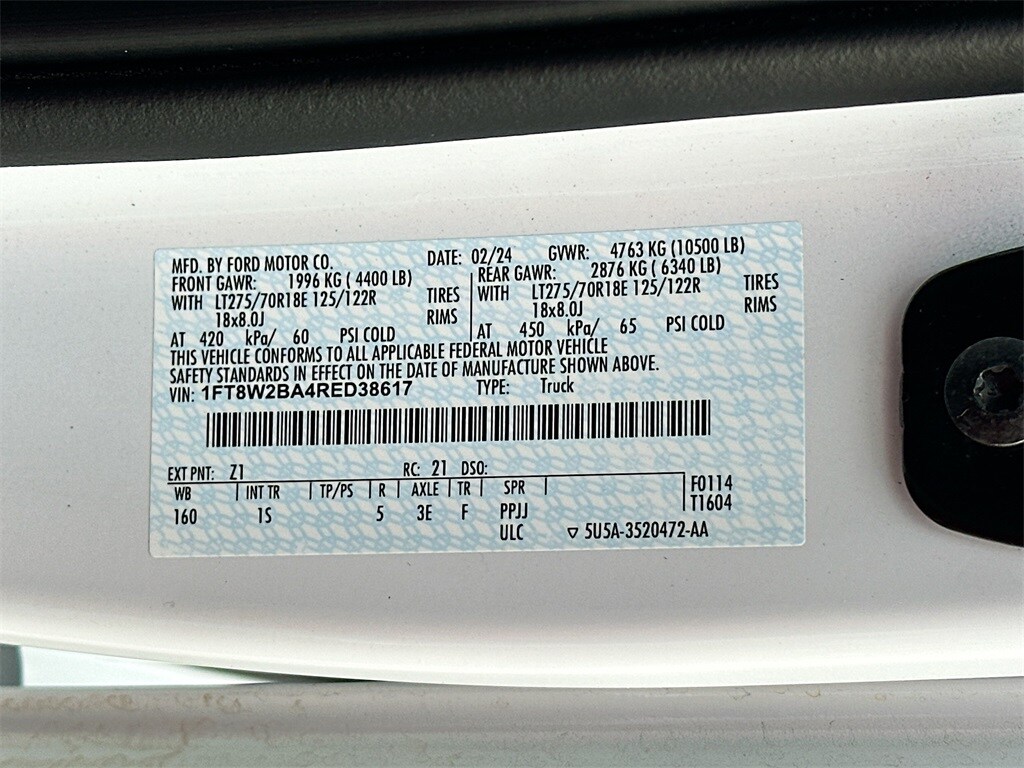 MFD. BY FORD MOTOR CO. DATE: 02/24 GVWR: 4763 KG (10500 LB)
FRONT GAWR: 1996 KG (4400 LB) REAR GAWR: 2876 KG (6340 LB)
WITH LT275/70R18E 125/122R TIRES WITH LT275/70R18E 125/122R TIRES
18x8.0J RIMS 18x8.0J RIMS
AT 420 kPa/ 60 PSI COLD AT 450 kPa/ 65 PSI COLD
THIS VEHICLE CONFORMS TO ALL APPLICABLE FEDERAL MOTOR VEHICLE
SAFETY STANDARDS IN EFFECT ON THE DATE OF MANUFACTURE SHOWN ABOVE.
VIN: 1FT8W2BA4RED38617 TYPE: Truck
EXT PNT: Z1 RC: 21 DSO:
WB INT TR TP/PS R AXLE TR SPR F0114
160 1S 5 3E F PPJJ T1604
ULC ▽ 5U5A-3520472-AA